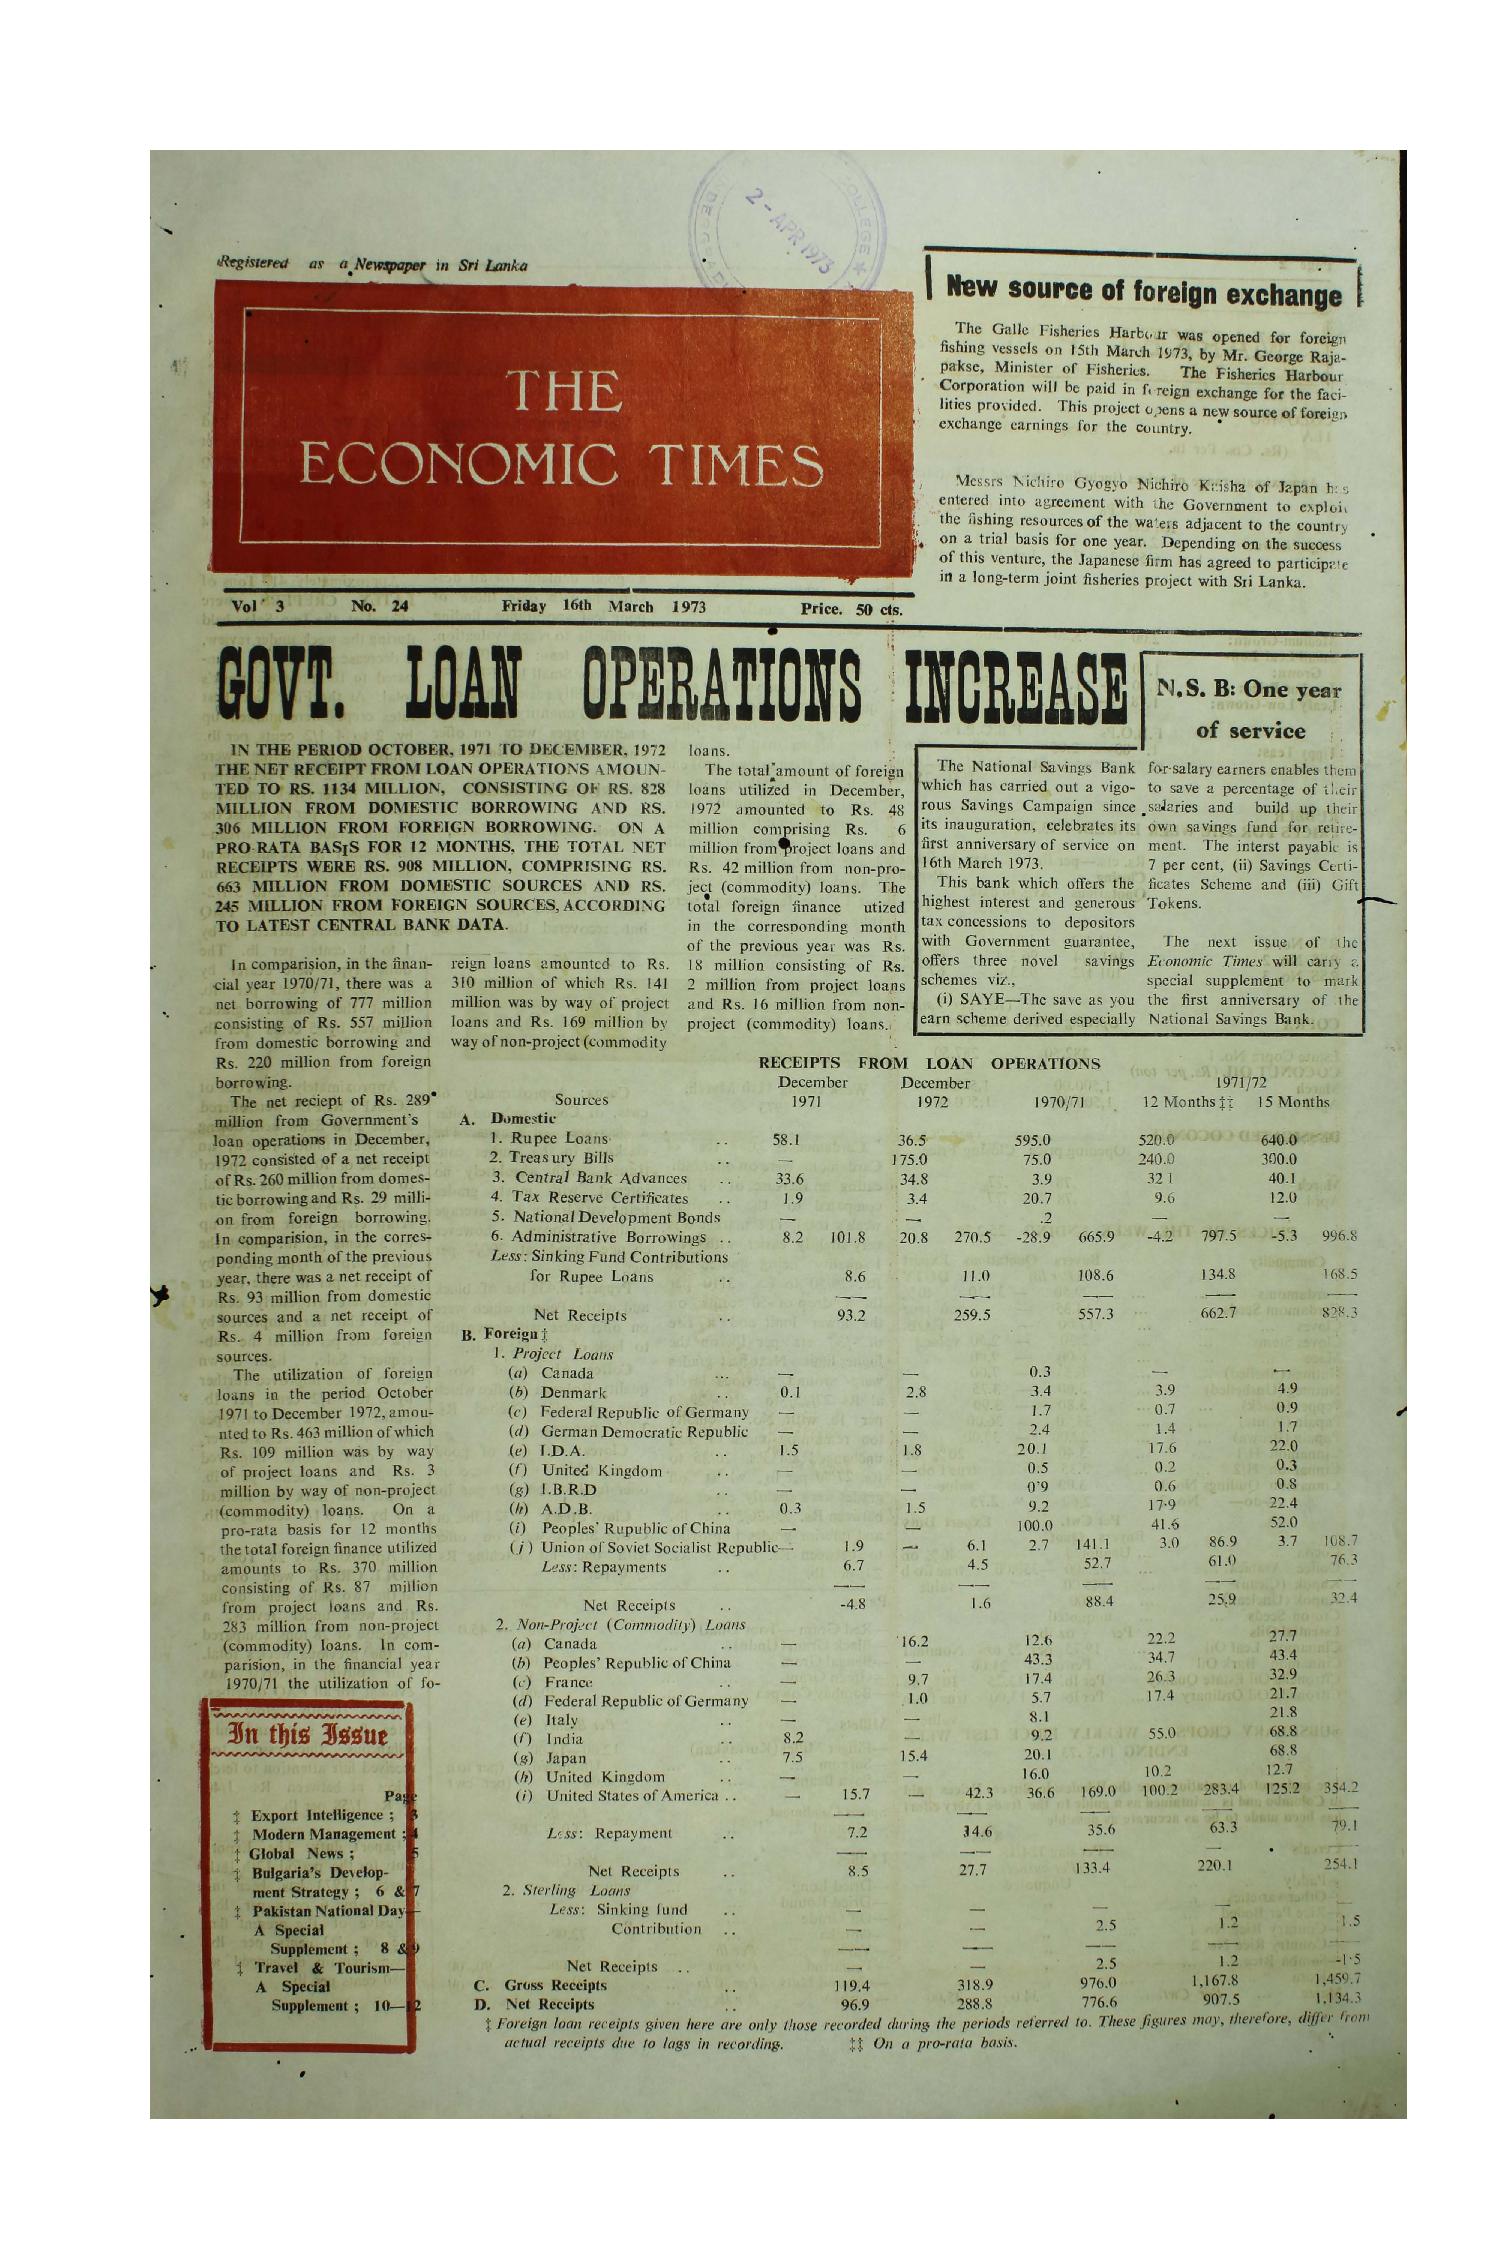 2 - APR 1973
Registered as a Newspaper in Sri Lanka
THE
ECONOMIC TIMES
Vol 3 No. 24 Friday 16th March 1973 Price. 50 cts.
New source of foreign exchange
The Galle Fisheries Harbour was opened for foreign
fishing vessels on 15th March 1973, by Mr. George Raja-
pakse, Minister of Fisheries. The Fisheries Harbour
Corporation will be paid in foreign exchange for the faci-
lities provided. This project opens a new source of foreign
exchange earnings for the country.
Messrs Nichiro Gyogyo Nichiro Kaisha of Japan has
entered into agreement with the Government to exploit
the fishing resources of the waters adjacent to the country
on a trial basis for one year. Depending on the success
of this venture, the Japanese firm has agreed to participate
in a long-term joint fisheries project with Sri Lanka.
GOVT. LOAN OPERATIONS INCREASE
IN THE PERIOD OCTOBER, 1971 TO DECEMBER, 1972
THE NET RECEIPT FROM LOAN OPERATIONS AMOUN-
TED TO RS. 1134 MILLION, CONSISTING OF RS. 828
MILLION FROM DOMESTIC BORROWING AND RS.
306 MILLION FROM FOREIGN BORROWING. ON A
PRO-RATA BASIS FOR 12 MONTHS, THE TOTAL NET
RECEIPTS WERE RS. 908 MILLION, COMPRISING RS.
663 MILLION FROM DOMESTIC SOURCES AND RS.
245 MILLION FROM FOREIGN SOURCES, ACCORDING
TO LATEST CENTRAL BANK DATA.
In comparision, in the finan-
cial year 1970/71, there was a
net borrowing of 777 million
consisting of Rs. 557 million
from domestic borrowing and
Rs. 220 million from foreign
borrowing.
The net reciept of Rs. 289
million from Government's
loan operations in December,
1972 consisted of a net receipt
of Rs. 260 million from domes-
tic borrowing and Rs. 29 milli-
on from foreign borrowing.
In comparision, in the corres-
ponding month of the previous
year, there was a net receipt of
Rs. 93 million from domestic
sources and a net receipt of
Rs. 4 million from foreign
sources.
The utilization of foreign
loans in the period October
1971 to December 1972, amou-
nted to Rs. 463 million of which
Rs. 109 million was by way
of project loans and Rs. 3
million by way of non-project
(commodity) loans. On a
pro-rata basis for 12 months
the total foreign finance utilized
amounts to Rs. 370 million
consisting of Rs. 87 million
from project loans and Rs.
283 million from non-project
(commodity) loans. In com-
parision, in the financial year
1970/71 the utilization of fo-
reign loans amounted to Rs.
310 million of which Rs. 141
million was by way of project
loans and Rs. 169 million by
way of non-project (commodity
loans.
The total amount of foreign
loans utilized in December,
1972 amounted to Rs. 48
million comprising Rs. 6
million from project loans and
Rs. 42 million from non-pro-
ject (commodity) loans. The
total foreign finance utized
in the corresponding month
of the previous year was Rs.
18 million consisting of Rs.
2 million from project loans
and Rs. 16 million from non-
project (commodity) loans.
N.S. B: One year
of service
The National Savings Bank
which has carried out a vigo-
rous Savings Campaign since
its inauguration, celebrates its
first anniversary of service on
16th March 1973.
This bank which offers the
highest interest and generous
tax concessions to depositors
with Government guarantee,
offers three novel savings
schemes viz.,
(i) SAYE—The save as you
earn scheme derived especially
for-salary earners enables them
to save a percentage of their
salaries and build up their
own savings fund for retire-
ment. The interst payable is
7 per cent, (ii) Savings Certi-
ficates Scheme and (iii) Gift
Tokens.
The next issue of the
Economic Times will carry a
special supplement to mark
the first anniversary of the
National Savings Bank.
RECEIPTS FROM LOAN OPERATIONS
December December 1971/72
Sources 1971 1972 1970/71 12 Months‡‡ 15 Months
A. Domestic
1. Rupee Loans .. 58.1 36.5 595.0 520.0 640.0
2. Treasury Bills .. — 175.0 75.0 240.0 300.0
3. Central Bank Advances .. 33.6 34.8 3.9 32 1 40.1
4. Tax Reserve Certificates .. 1.9 3.4 20.7 9.6 12.0
5. National Development Bonds — — .2 — —
6. Administrative Borrowings .. 8.2 101.8 20.8 270.5 -28.9 665.9 -4.2 797.5 -5.3 996.8
Less: Sinking Fund Contributions
for Rupee Loans .. 8.6 11.0 108.6 134.8 168.5
Net Receipts .. 93.2 259.5 557.3 662.7 828.3
B. Foreign‡
1. Project Loans
(a) Canada ... — — 0.3 — —
(b) Denmark .. 0.1 2.8 3.4 3.9 4.9
(c) Federal Republic of Germany — — 1.7 0.7 0.9
(d) German Democratic Republic — — 2.4 1.4 1.7
(e) I.D.A. .. 1.5 1.8 20.1 17.6 22.0
(f) United Kingdom .. — — 0.5 0.2 0.3
(g) I.B.R.D .. — — 0'9 0.6 0.8
(h) A.D.B. .. 0.3 1.5 9.2 17·9 22.4
(i) Peoples' Rupublic of China — — 100.0 41.6 52.0
(j) Union of Soviet Socialist Republic— 1.9 — 6.1 2.7 141.1 3.0 86.9 3.7 108.7
Less: Repayments .. 6.7 4.5 52.7 61.0 76.3
Net Receipts .. -4.8 1.6 88.4 25.9 32.4
2. Non-Project (Commodity) Loans
(a) Canada .. — 16.2 12.6 22.2 27.7
(b) Peoples' Republic of China — — 43.3 34.7 43.4
(c) France .. — 9.7 17.4 26.3 32.9
(d) Federal Republic of Germany — 1.0 5.7 17.4 21.7
(e) Italy .. — — 8.1 21.8
(f) India .. 8.2 — 9.2 55.0 68.8
(g) Japan .. 7.5 15.4 20.1 68.8
(h) United Kingdom .. — — 16.0 10.2 12.7
(i) United States of America .. — 15.7 — 42.3 36.6 169.0 100.2 283.4 125.2 354.2
Less: Repayment .. 7.2 14.6 35.6 63.3 79.1
Net Receipts .. 8.5 27.7 133.4 220.1 254.1
2. Sterling Loans
Less: Sinking fund .. — — —
Contribution .. — — 2.5 1.2 1.5
Net Receipts .. — — 2.5 1.2 -1·5
C. Gross Receipts .. 119.4 318.9 976.0 1,167.8 1,459.7
D. Net Receipts .. 96.9 288.8 776.6 907.5 1,134.3
‡ Foreign loan receipts given here are only those recorded during the periods referred to. These figures may, therefore, differ from
actual receipts due to lags in recording. ‡‡ On a pro-rata basis.
In this Issue
Page
‡ Export Intelligence ; 3
‡ Modern Management ; 4
‡ Global News ; 5
‡ Bulgaria's Develop-
ment Strategy ; 6 & 7
‡ Pakistan National Day—
A Special
Supplement ; 8 & 9
‡ Travel & Tourism—
A Special
Supplement ; 10—12